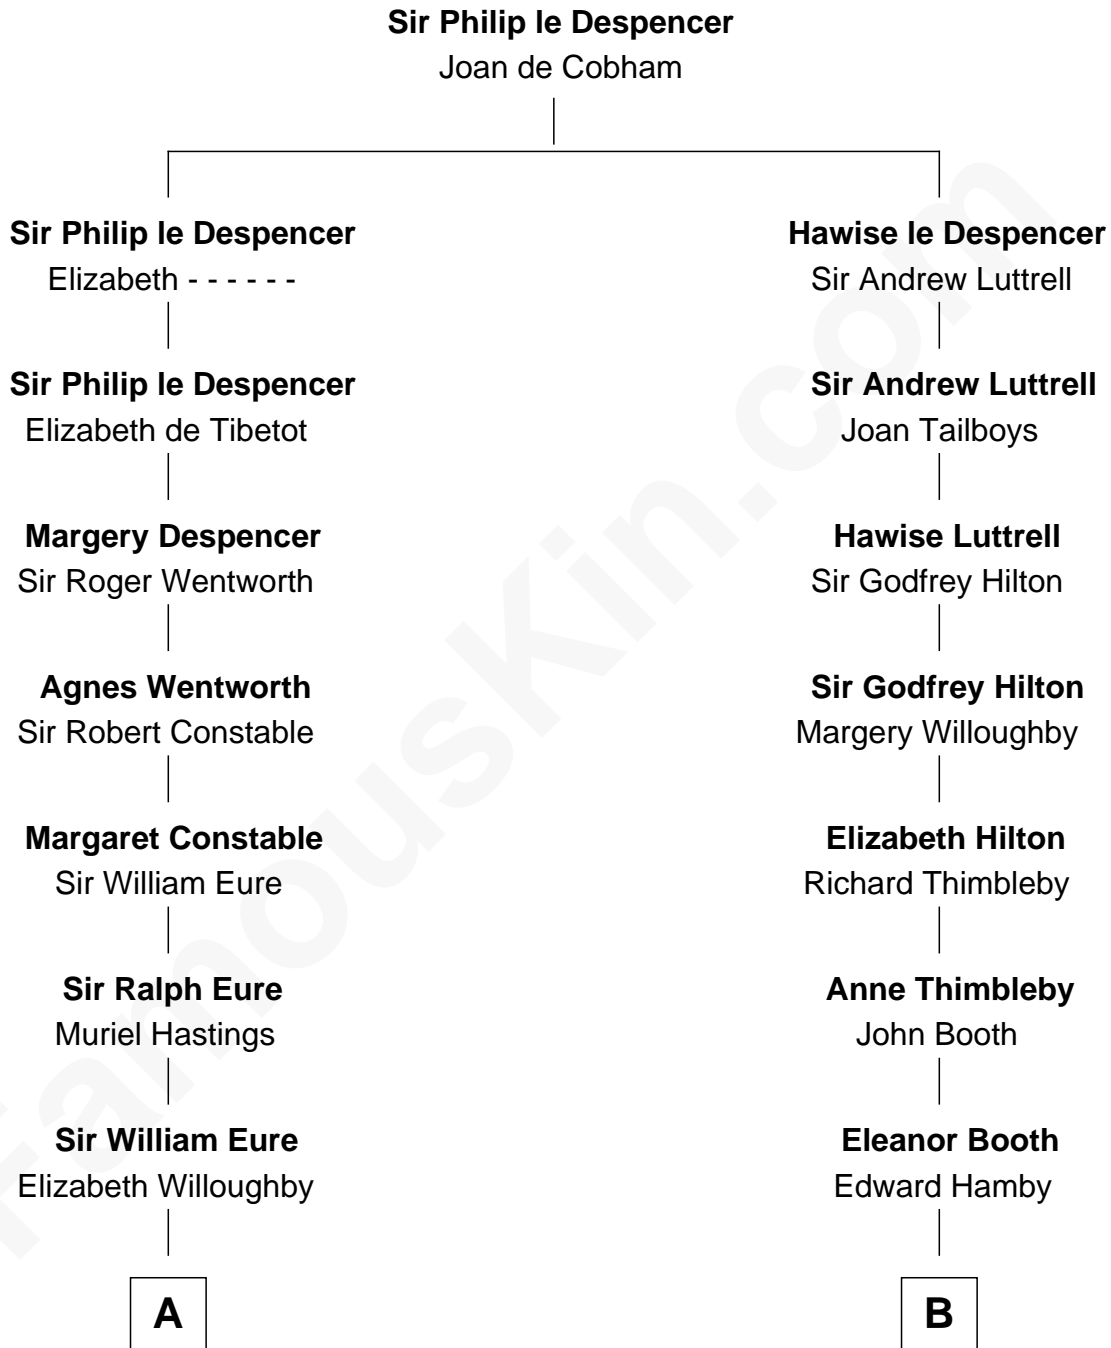 Sir Philip le Despencer
Joan de Cobham
Sir Philip le Despencer
Elizabeth - - - - - -
Hawise le Despencer
Sir Andrew Luttrell
Sir Philip le Despencer
Elizabeth de Tibetot
Sir Andrew Luttrell
Joan Tailboys
Margery Despencer
Sir Roger Wentworth
Hawise Luttrell
Sir Godfrey Hilton
Agnes Wentworth
Sir Robert Constable
Sir Godfrey Hilton
Margery Willoughby
Margaret Constable
Sir William Eure
Elizabeth Hilton
Richard Thimbleby
Sir Ralph Eure
Muriel Hastings
Anne Thimbleby
John Booth
Sir William Eure
Elizabeth Willoughby
Eleanor Booth
Edward Hamby
A
B
FamousKin.com